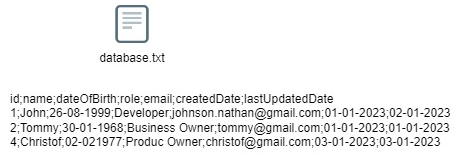 database.txt
id;name;dateOfBirth;role;email;createdDate;lastUpdatedDate
1;John;26-08-1999;Developer;johnson.nathan@gmail.com;01-01-2023;02-01-2023
2;Tommy;30-01-1968;Business Owner;tommy@gmail.com;01-01-2023;01-01-2023
4;Christof;02-021977;Produc Owner;christof@gmail.com;03-01-2023;03-01-2023